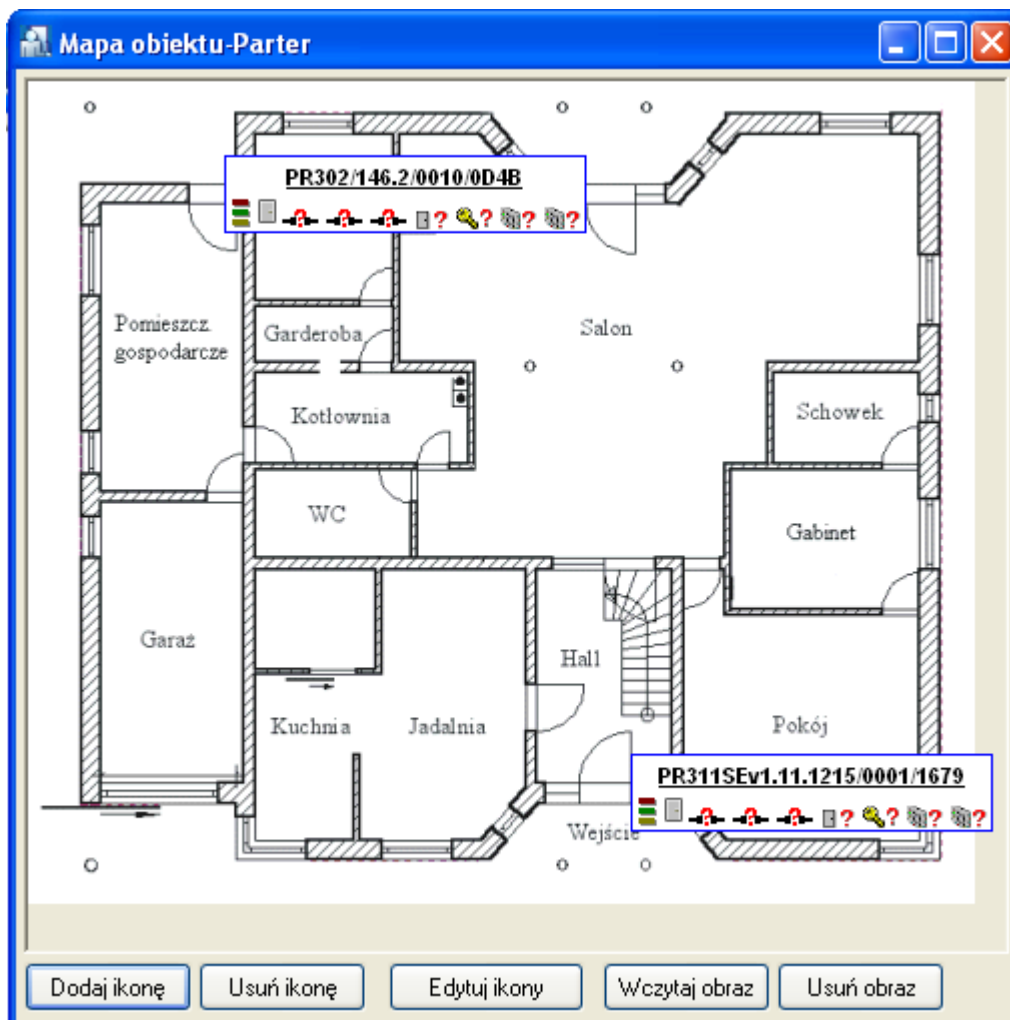 Mapa obiektu-Parter
PR302/146.2/0010/0D4B
? ? ? ? ? ? ?
Pomieszcz.
gospodarcze
Garderoba
Salon
Kotłownia
Schowek
WC
Gabinet
Garaż
Hall
Kuchnia
Jadalnia
Pokój
PR311SEv1.11.1215/0001/1679
? ? ? ? ? ? ?
Wejście
Dodaj ikonę
Usuń ikonę
Edytuj ikony
Wczytaj obraz
Usuń obraz